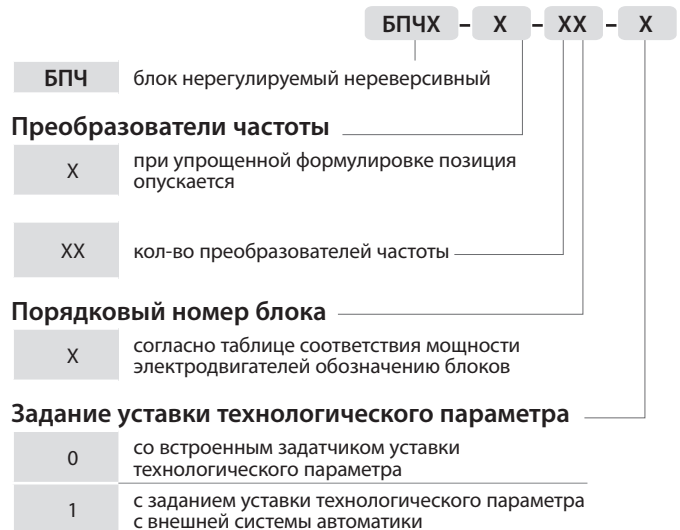 БПЧХ – Х – ХХ – Х
БПЧ блок нерегулируемый нереверсивный
Преобразователи частоты
Х при упрощенной формулировке позиция
опускается
ХХ кол-во преобразователей частоты
Порядковый номер блока
Х согласно таблице соответствия мощности
электродвигателей обозначению блоков
Задание уставки технологического параметра
0 со встроенным задатчиком уставки
технологического параметра
1 с заданием уставки технологического параметра
с внешней системы автоматики